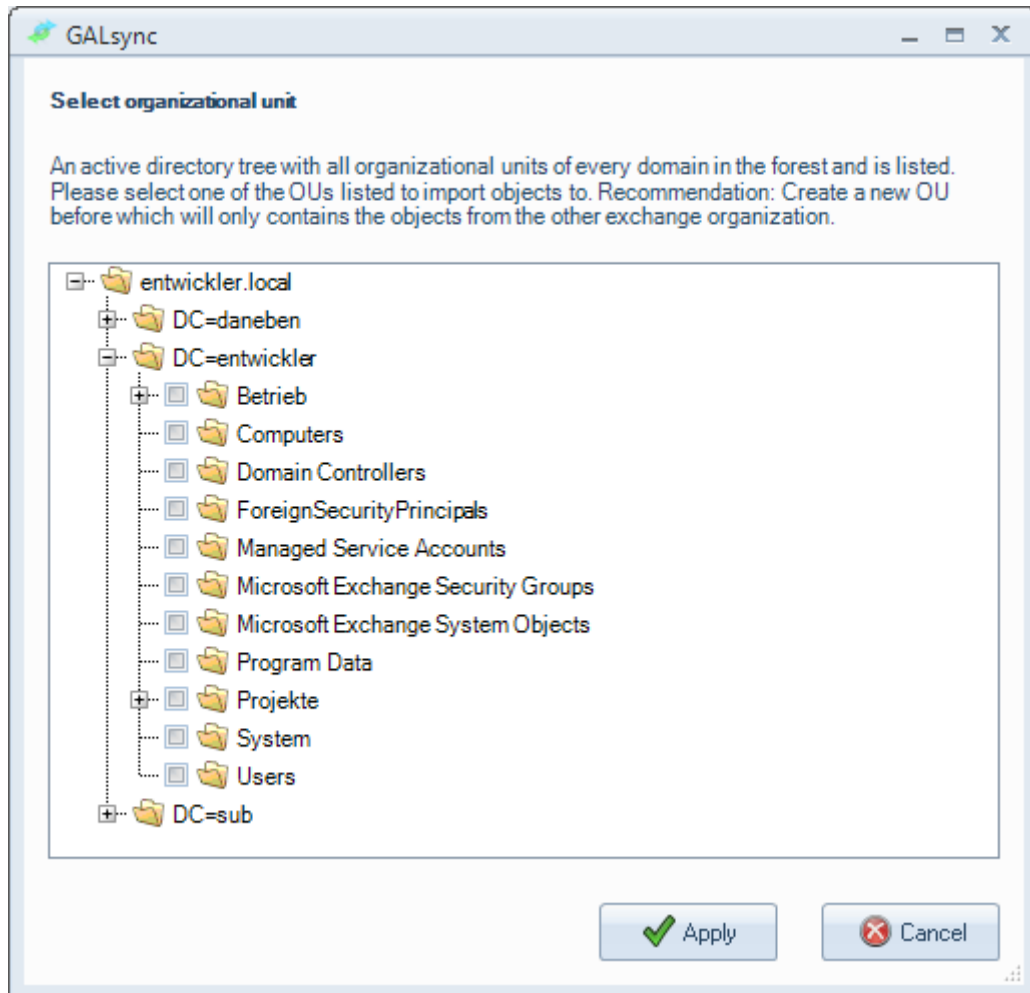 GALsync
Select organizational unit
An active directory tree with all organizational units of every domain in the forest and is listed.
Please select one of the OUs listed to import objects to. Recommendation: Create a new OU
before which will only contains the objects from the other exchange organization.
entwickler.local
DC=daneben
DC=entwickler
Betrieb
Computers
Domain Controllers
ForeignSecurityPrincipals
Managed Service Accounts
Microsoft Exchange Security Groups
Microsoft Exchange System Objects
Program Data
Projekte
System
Users
DC=sub
Apply Cancel